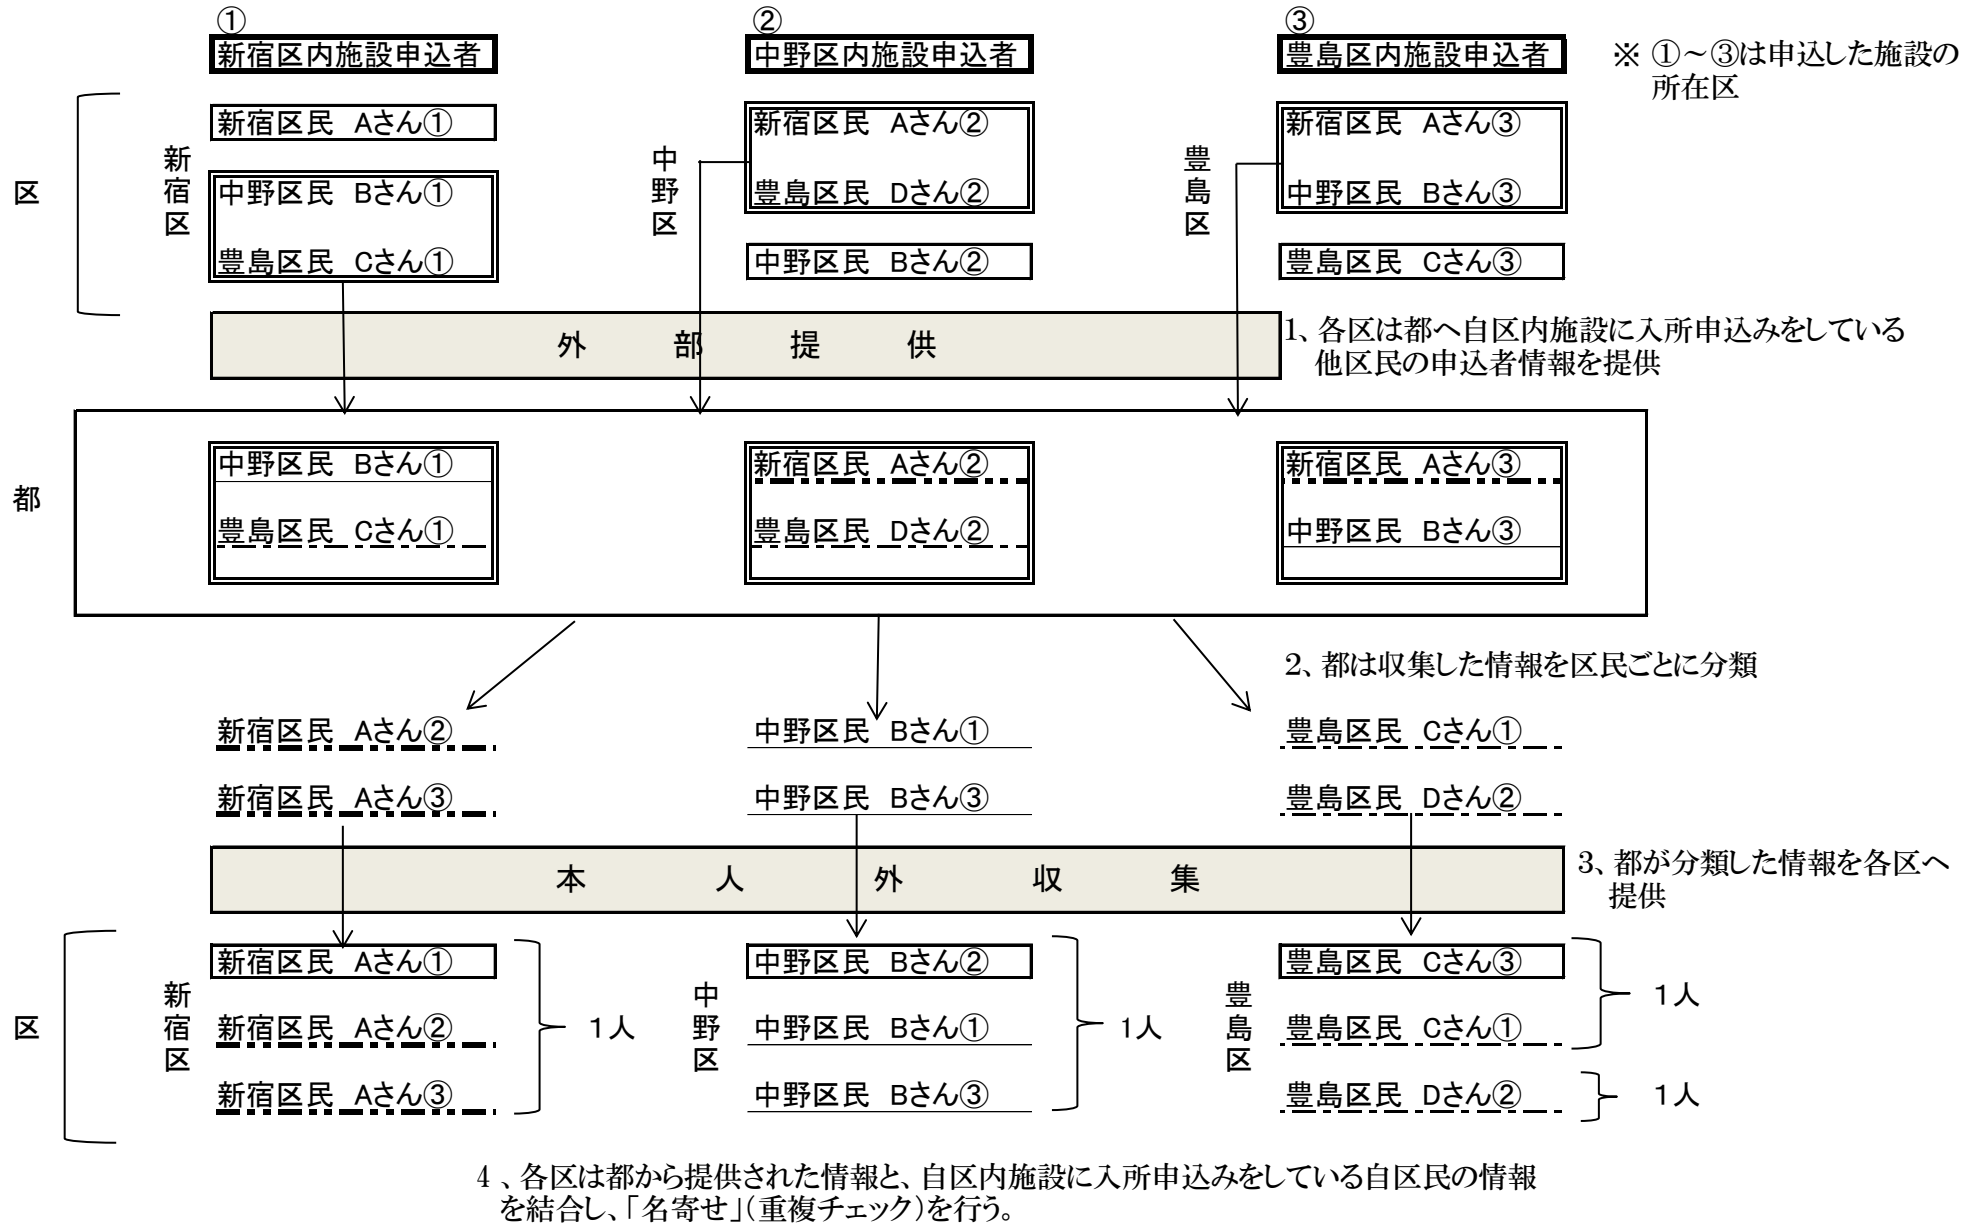 ①
②
③
新宿区内施設申込者
中野区内施設申込者
豊島区内施設申込者
※ ①～③は申込した施設の
所在区
区
新宿区
新宿区民 Aさん①
中野区民 Bさん①
豊島区民 Cさん①
中野区
新宿区民 Aさん②
豊島区民 Dさん②
中野区民 Bさん②
豊島区
新宿区民 Aさん③
中野区民 Bさん③
豊島区民 Cさん③
外 部 提 供
1、各区は都へ自区内施設に入所申込みをしている
他区民の申込者情報を提供
都
中野区民 Bさん①
豊島区民 Cさん①
新宿区民 Aさん②
豊島区民 Dさん②
新宿区民 Aさん③
中野区民 Bさん③
2、都は収集した情報を区民ごとに分類
新宿区民 Aさん②
新宿区民 Aさん③
中野区民 Bさん①
中野区民 Bさん③
豊島区民 Cさん①
豊島区民 Dさん②
本 人 外 収 集
3、都が分類した情報を各区へ
提供
区
新宿区
新宿区民 Aさん①
新宿区民 Aさん②
新宿区民 Aさん③
1人
中野区
中野区民 Bさん②
中野区民 Bさん①
中野区民 Bさん③
1人
豊島区
豊島区民 Cさん③
豊島区民 Cさん①
1人
豊島区民 Dさん②
1人
4 、各区は都から提供された情報と、自区内施設に入所申込みをしている自区民の情報
を結合し、「名寄せ」（重複チェック）を行う。